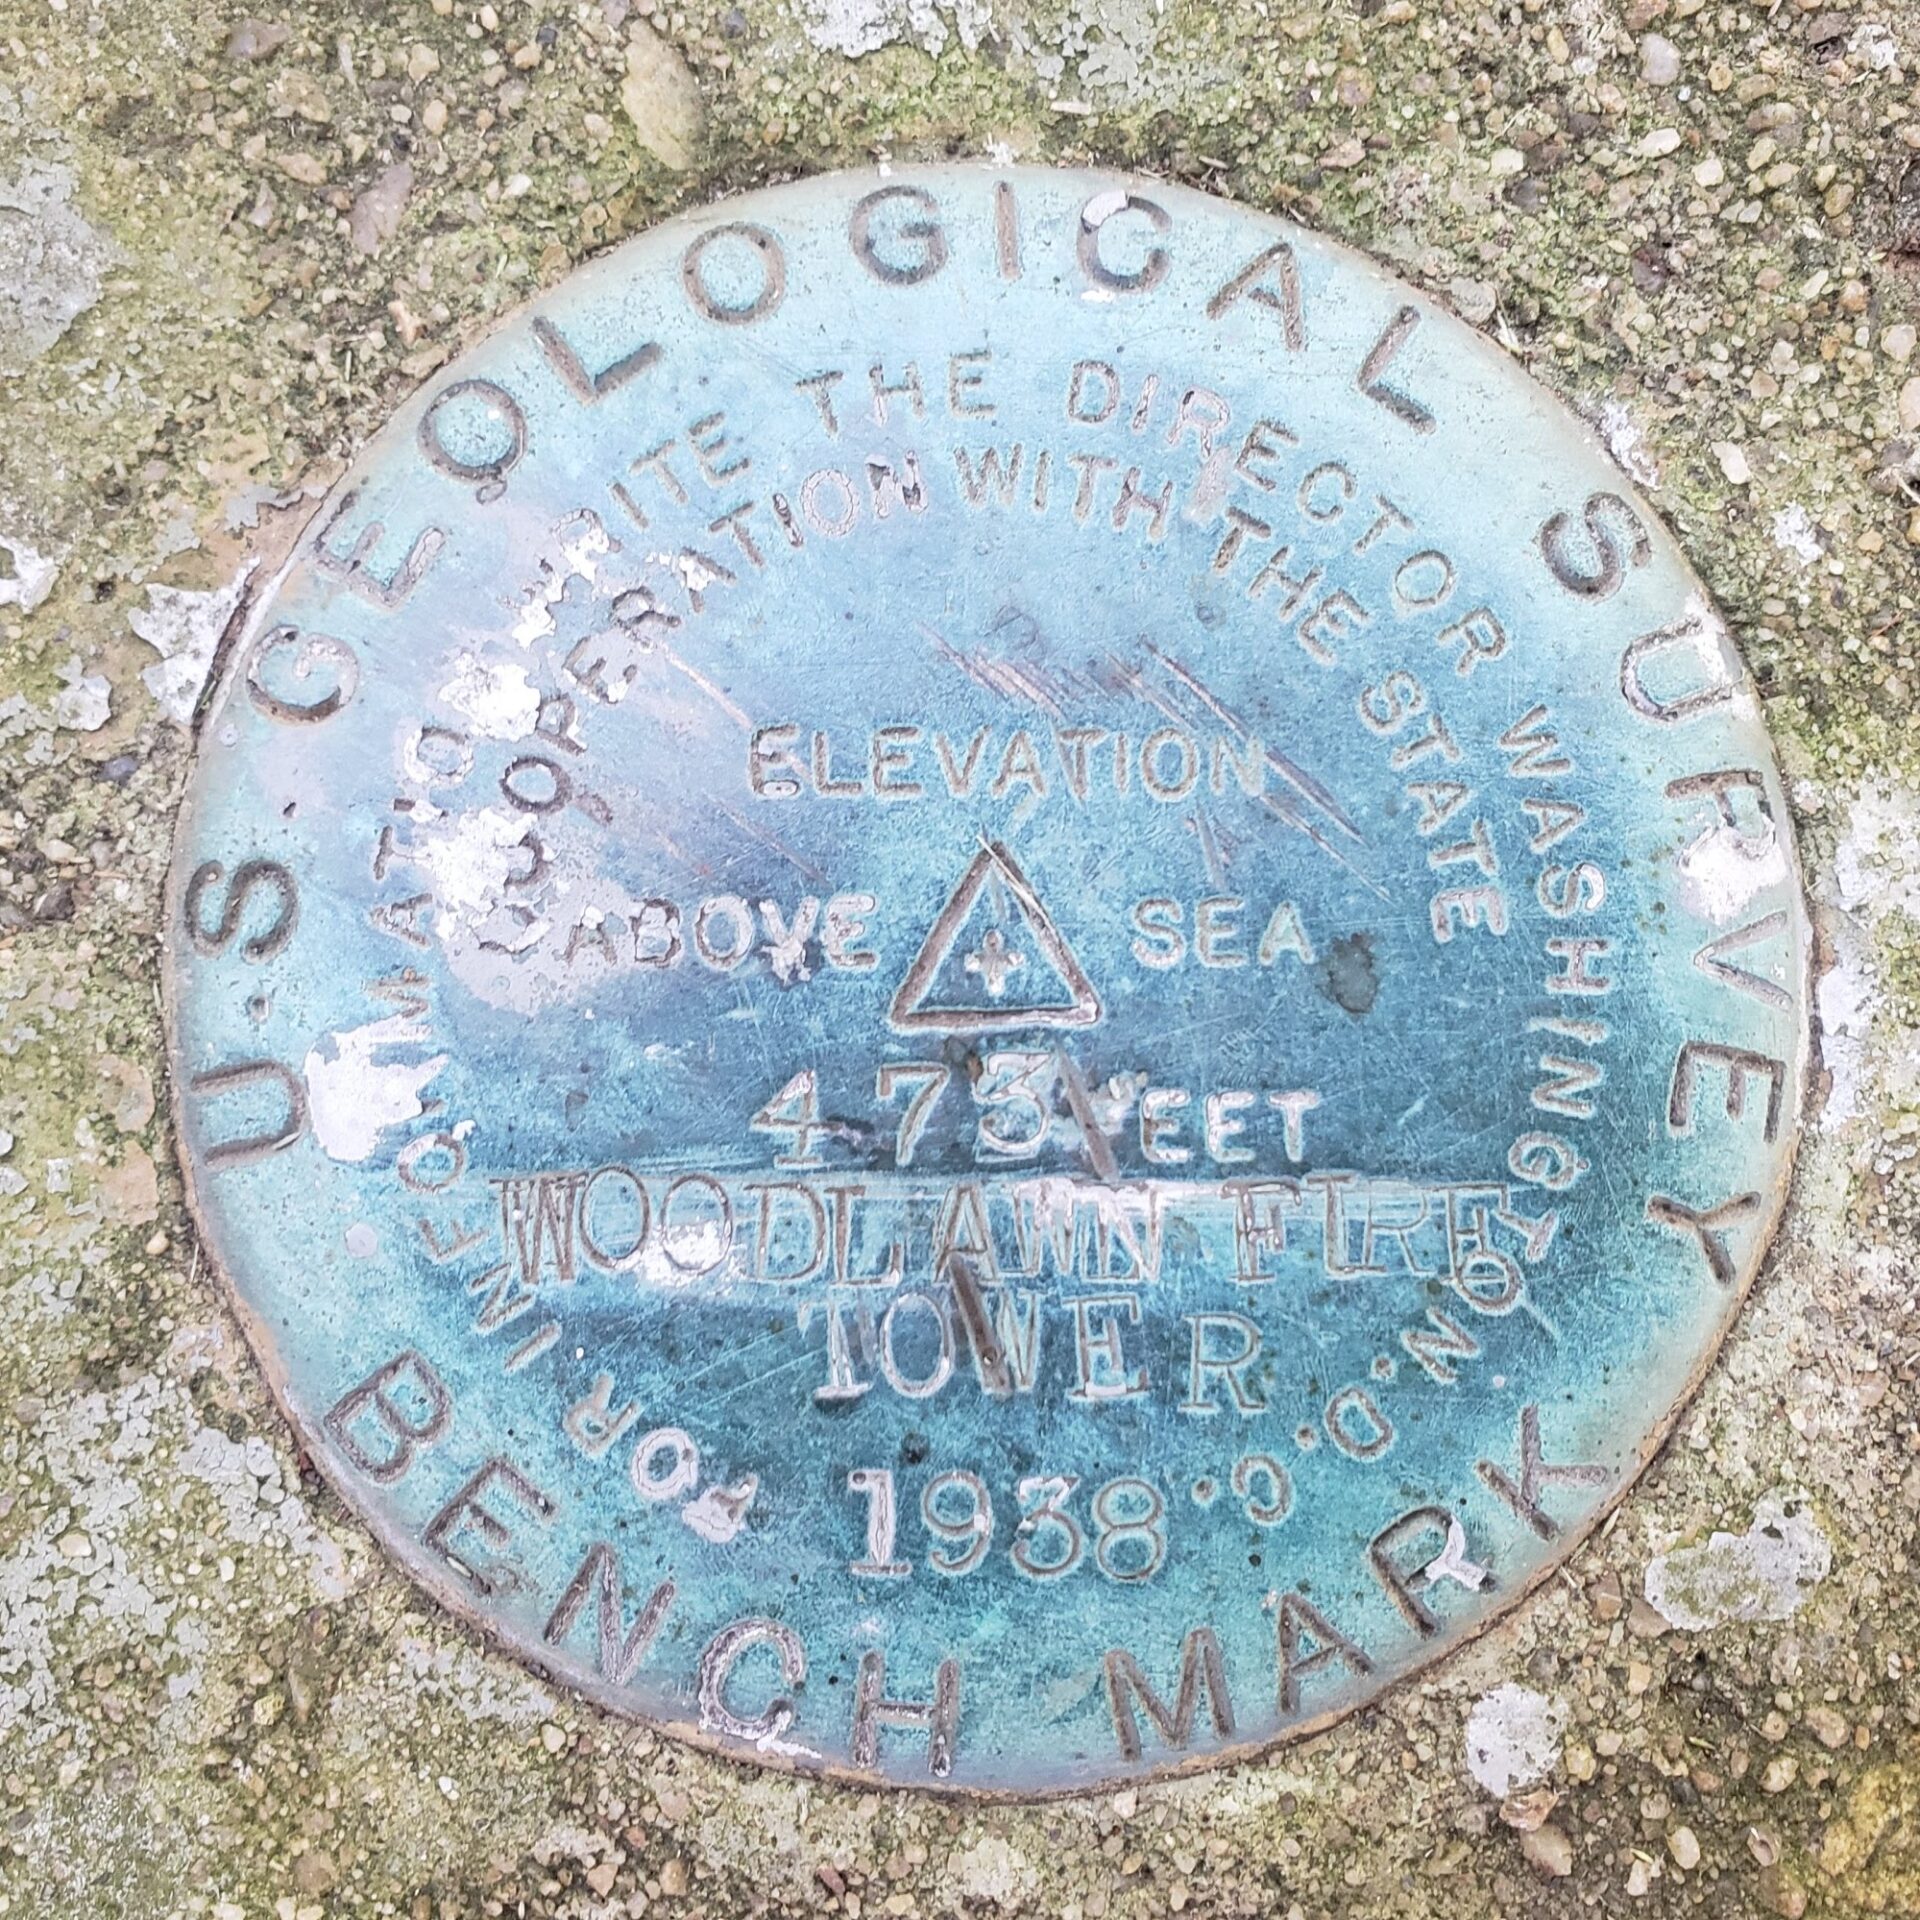 U.S. GEOLOGICAL SURVEY
BENCH MARK
FOR INFORMATION WRITE THE DIRECTOR WASHINGTON. D. C.
COOPERATION WITH THE STATE
ELEVATION
ABOVE SEA
473 FEET
WOODLAWN FIRE
TOWER
1938